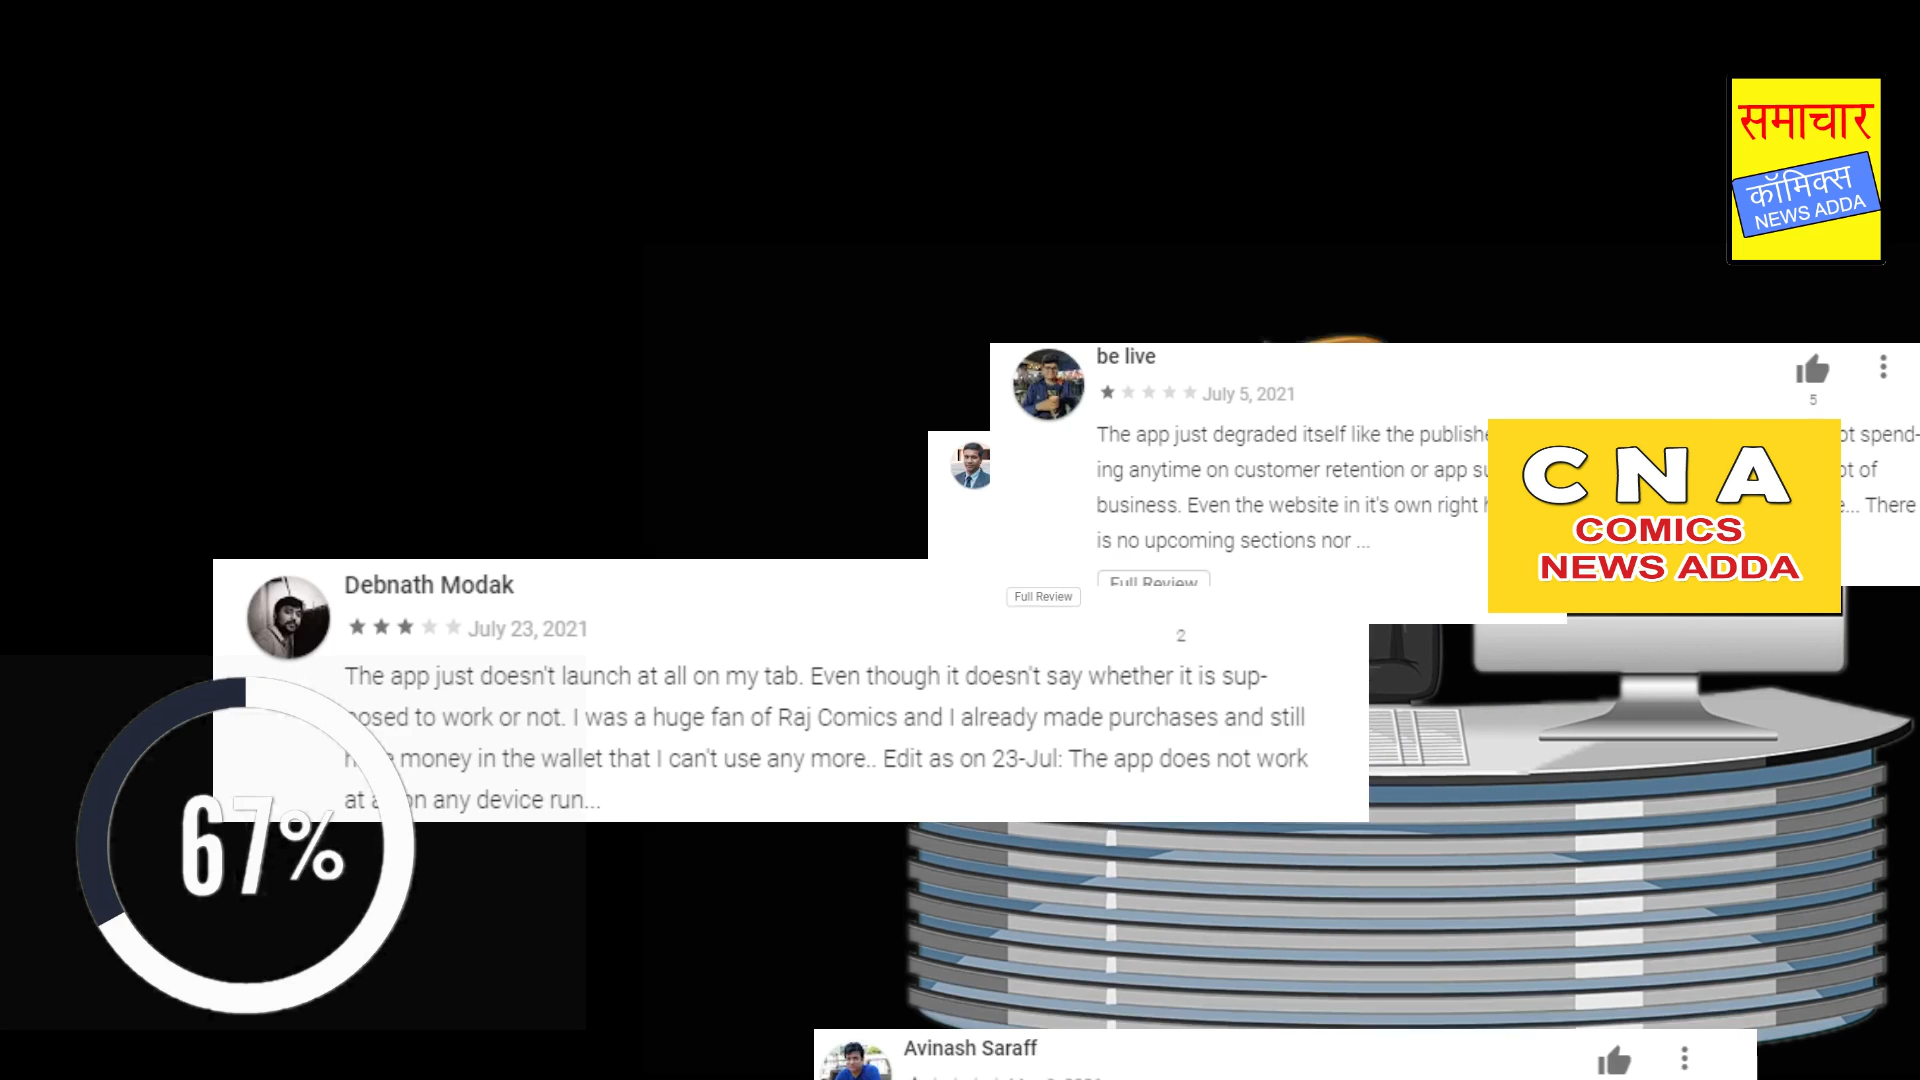 समाचार
कॉमिक्स
NEWS ADDA
be live
July 5, 2021
5
The app just degraded itself like the publishe
ot spend-
ing anytime on customer retention or app su
ot of
business. Even the website in it's own right
... There
is no upcoming sections nor ...
Full Review
C N A
COMICS
NEWS ADDA
Full Review
2
Debnath Modak
July 23, 2021
The app just doesn't launch at all on my tab. Even though it doesn't say whether it is sup-
posed to work or not. I was a huge fan of Raj Comics and I already made purchases and still
money in the wallet that I can't use any more.. Edit as on 23-Jul: The app does not work
at on any device run...
67%
Avinash Saraff